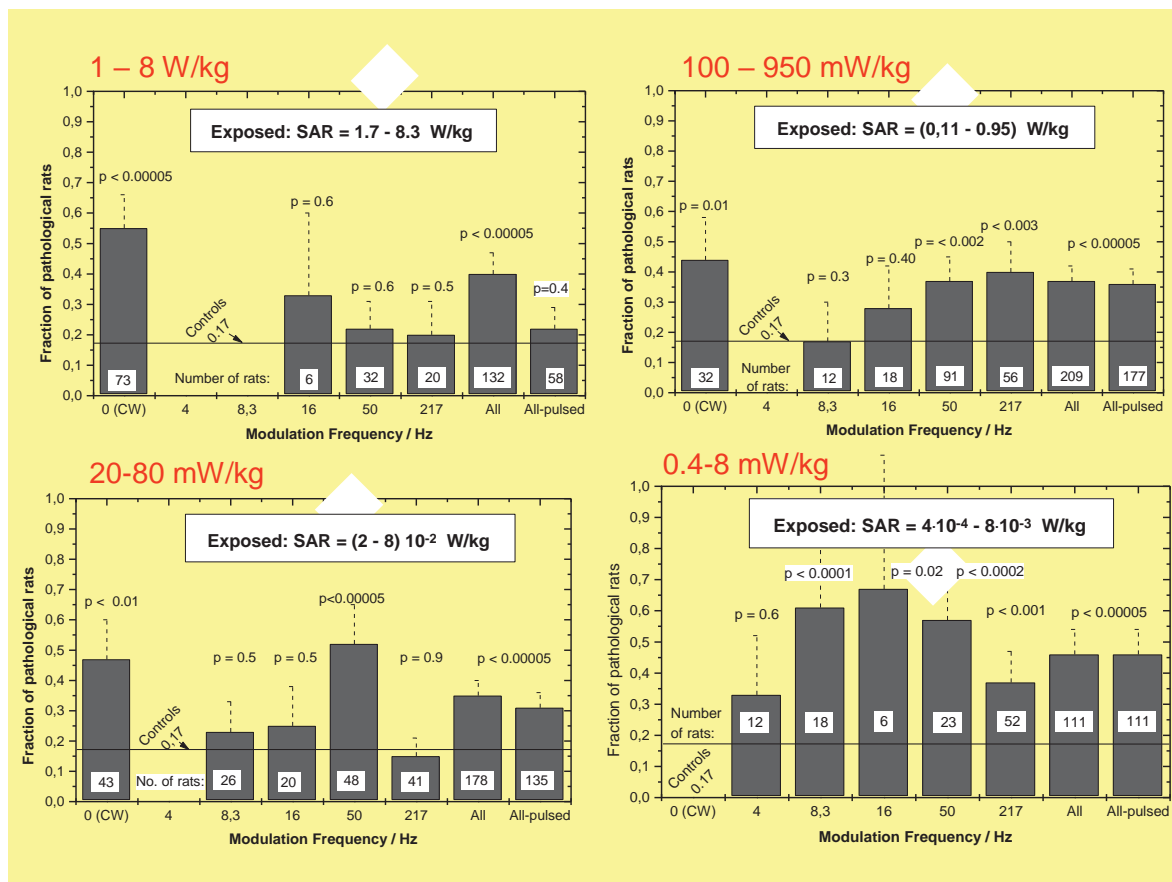 1 – 8 W/kg
Exposed: SAR = 1.7 - 8.3 W/kg
1,0
0,9
0,8
0,7
0,6
0,5
0,4
0,3
0,2
0,1
0,0
Fraction of pathological rats
p < 0.00005
p = 0.6
p = 0.6
p = 0.5
p < 0.00005
p=0.4
Controls
0.17
Number of rats:
73
6
32
20
132
58
0 (CW)
4
8,3
16
50
217
All
All-pulsed
Modulation Frequency / Hz
100 – 950 mW/kg
Exposed: SAR = (0,11 - 0.95) W/kg
1,0
0,9
0,8
0,7
0,6
0,5
0,4
0,3
0,2
0,1
0,0
Fraction of pathological rats
p = 0.01
p = 0.3
p = 0.40
p = < 0.002
p < 0.003
p < 0.00005
Controls
0.17
Number
of rats:
32
12
18
91
56
209
177
0 (CW)
4
8,3
16
50
217
All
All-pulsed
Modulation Frequency / Hz
20-80 mW/kg
Exposed: SAR = (2 - 8) 10-2 W/kg
1,0
0,9
0,8
0,7
0,6
0,5
0,4
0,3
0,2
0,1
0,0
Fraction of pathological rats
p < 0.01
p = 0.5
p = 0.5
p<0.00005
p = 0.9
p < 0.00005
Controls
0,17
No. of rats:
43
26
20
48
41
178
135
0 (CW)
4
8,3
16
50
217
All
All-pulsed
Modulation Frequency / Hz
0.4-8 mW/kg
Exposed: SAR = 4·10-4 - 8·10-3 W/kg
1,0
0,9
0,8
0,7
0,6
0,5
0,4
0,3
0,2
0,1
0,0
Fraction of pathological rats
p = 0.6
p < 0.0001
p = 0.02
p < 0.0002
p < 0.001
p < 0.00005
Number
of rats:
Controls
0.17
12
18
6
23
52
111
111
0 (CW)
4
8,3
16
50
217
All
All-pulsed
Modulation Frequency / Hz